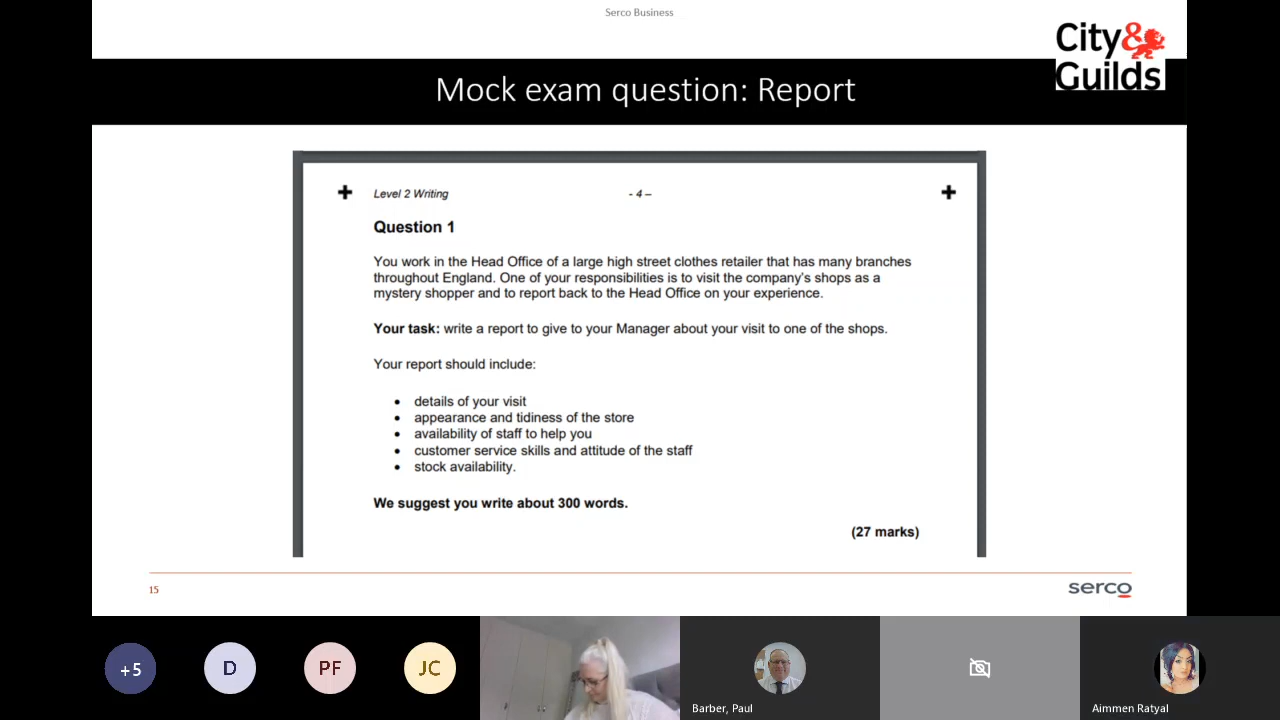 Serco Business
City&
Guilds
Mock exam question: Report
Level 2 Writing - 4 –
Question 1
You work in the Head Office of a large high street clothes retailer that has many branches
throughout England. One of your responsibilities is to visit the company's shops as a
mystery shopper and to report back to the Head Office on your experience.
Your task: write a report to give to your Manager about your visit to one of the shops.
Your report should include:
• details of your visit
• appearance and tidiness of the store
• availability of staff to help you
• customer service skills and attitude of the staff
• stock availability.
We suggest you write about 300 words.
(27 marks)
15
serco
+5
D
PF
JC
Barber, Paul
Aimmen Ratyal